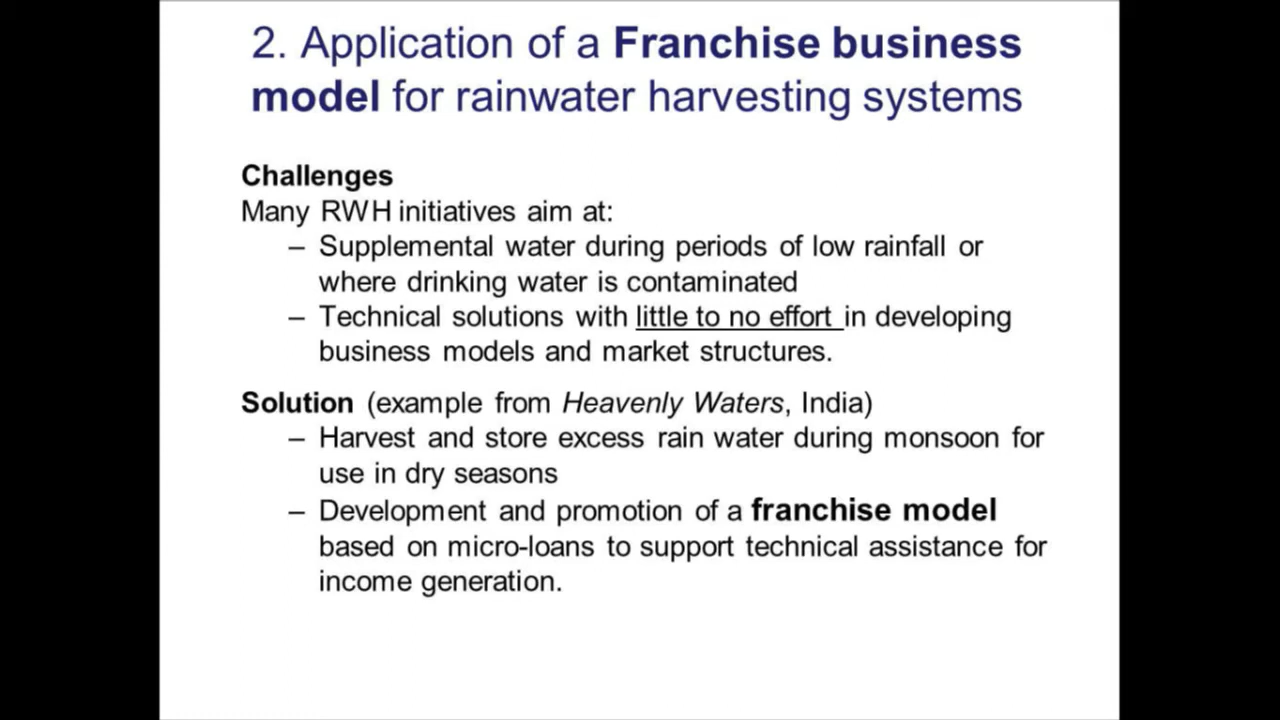 2. Application of a Franchise business
model for rainwater harvesting systems
Challenges
Many RWH initiatives aim at:
– Supplemental water during periods of low rainfall or
where drinking water is contaminated
– Technical solutions with little to no effort in developing
business models and market structures.
Solution (example from Heavenly Waters, India)
– Harvest and store excess rain water during monsoon for
use in dry seasons
– Development and promotion of a franchise model
based on micro-loans to support technical assistance for
income generation.